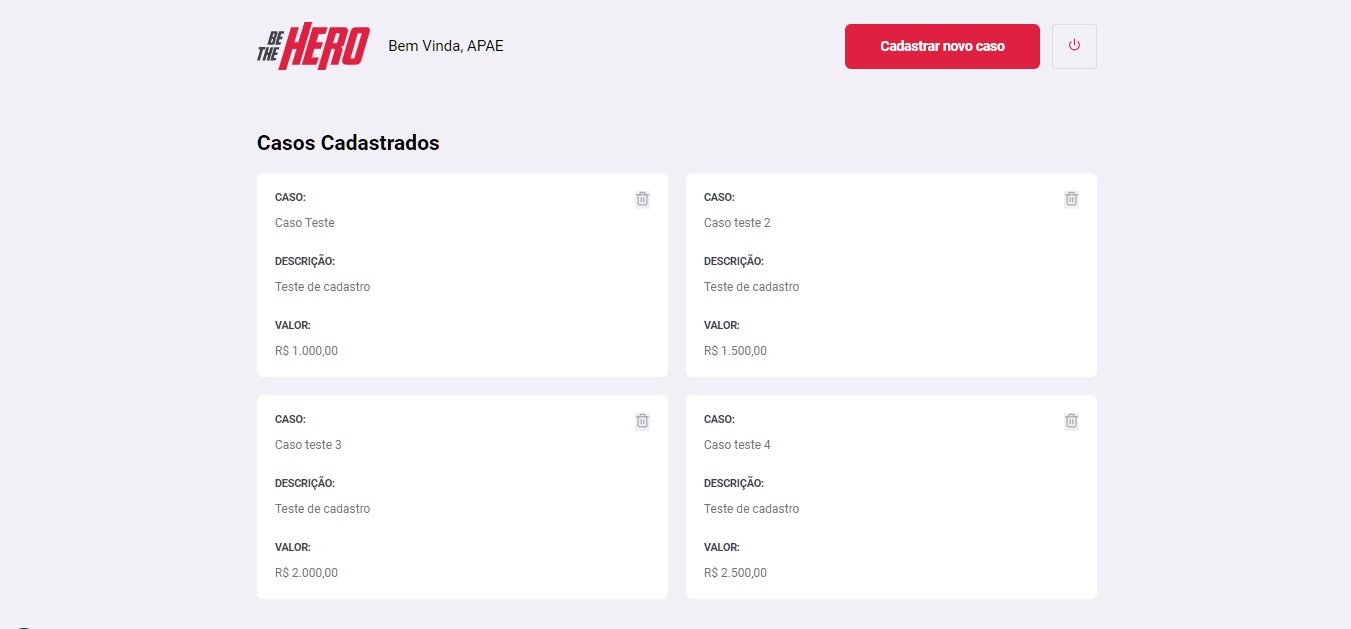 BE THE HERO
Bem Vinda, APAE
Cadastrar novo caso
Casos Cadastrados
CASO:
Caso Teste
DESCRIÇÃO:
Teste de cadastro
VALOR:
R$ 1.000,00
CASO:
Caso teste 2
DESCRIÇÃO:
Teste de cadastro
VALOR:
R$ 1.500,00
CASO:
Caso teste 3
DESCRIÇÃO:
Teste de cadastro
VALOR:
R$ 2.000,00
CASO:
Caso teste 4
DESCRIÇÃO:
Teste de cadastro
VALOR:
R$ 2.500,00